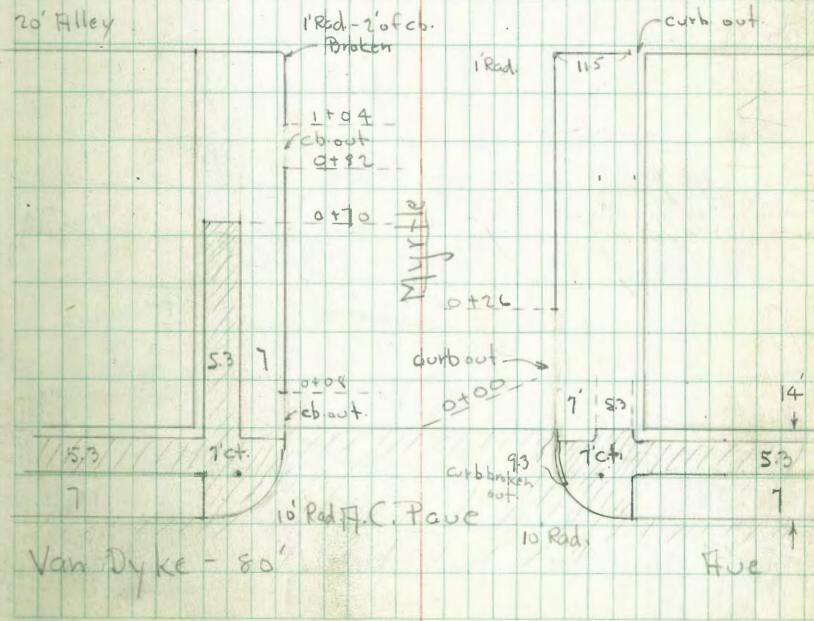 20' Alley
1' Rad - 2' of cb.
Broken
curb out.
1' Rad.
11.5
1+04
cb. out
0+92
0+70
Myrtle
0+26
5.3
7
curb out
0+08
0+00
cb. out.
7'
5.3
14'
5.3
7' ct.
9.3
curb broken
out.
7' ct.
5.3
7
7
10' Rad.
A.C. Pave
10' Rad.
Van Dyke - 80'
Ave